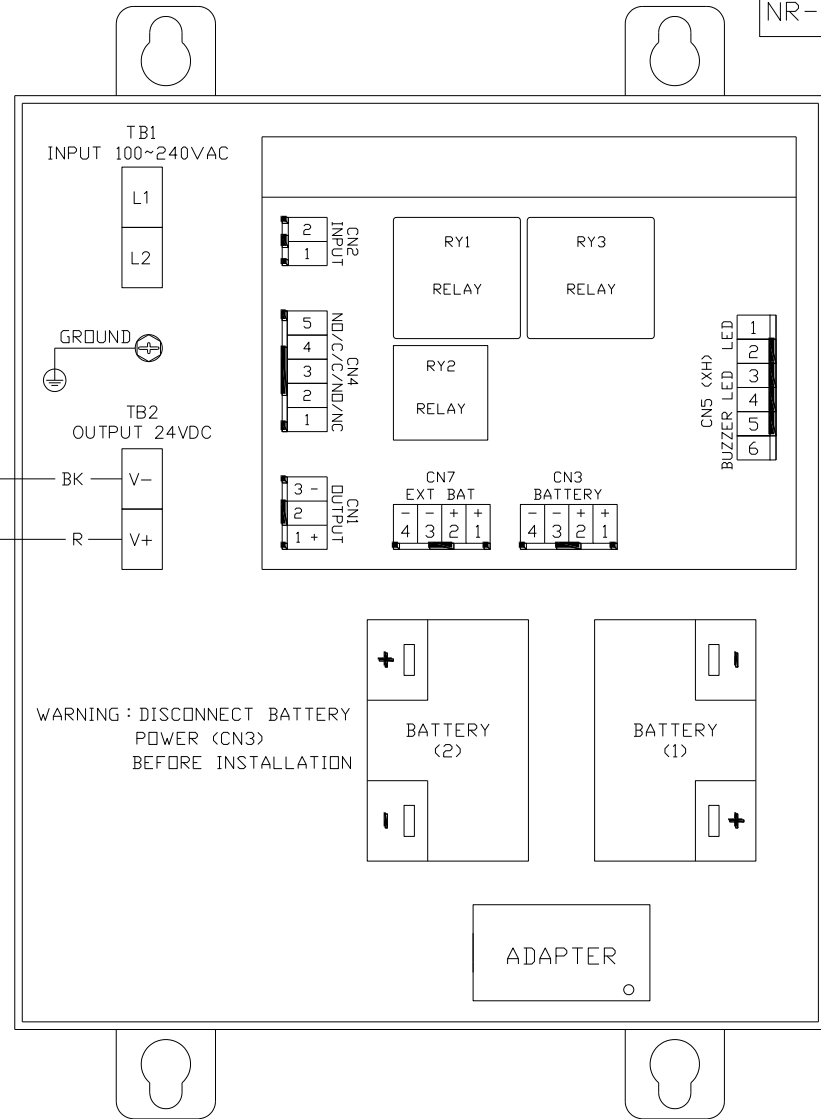 NR-
TB1
INPUT 100~240VAC
L1
L2
GROUND
TB2
OUTPUT 24VDC
BK
V-
R
V+
2
1
CN2
INPUT
5
4
3
2
1
CN4
NO/C/C/NO/NC
3 -
2
1 +
CN1
OUTPUT
RY1
RELAY
RY3
RELAY
RY2
RELAY
CN7
EXT BAT
- - + +
4 3 2 1
CN3
BATTERY
- - + +
4 3 2 1
CN5 (XH)
BUZZER LED LED
1
2
3
4
5
6
WARNING : DISCONNECT BATTERY
POWER (CN3)
BEFORE INSTALLATION
+
BATTERY
(2)
-
-
BATTERY
(1)
+
ADAPTER